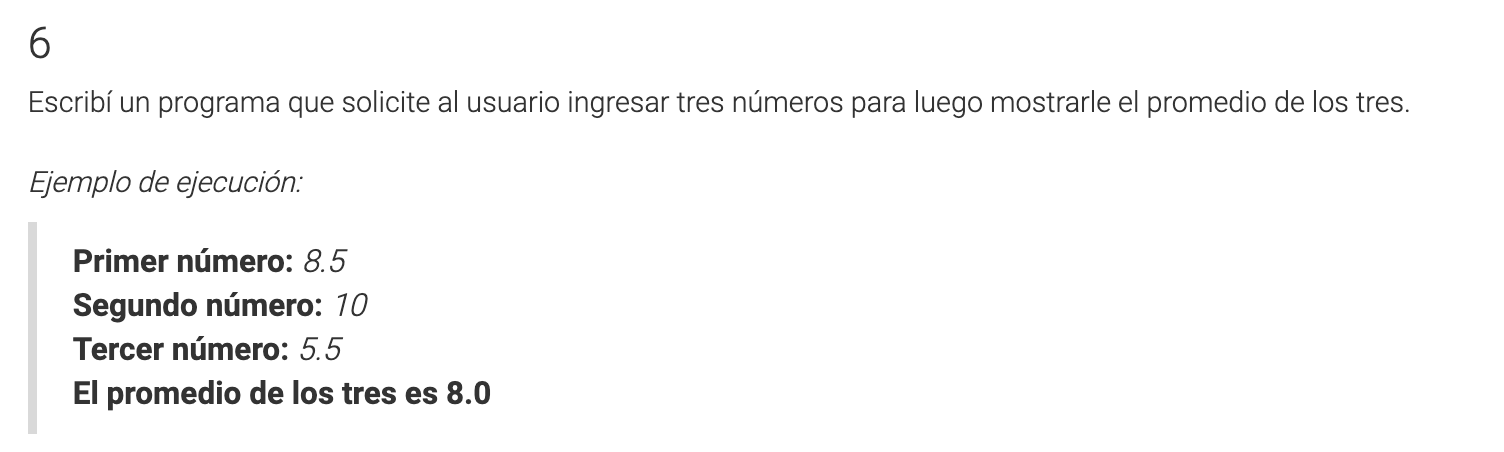 6
Escribí un programa que solicite al usuario ingresar tres números para luego mostrarle el promedio de los tres.
Ejemplo de ejecución:
Primer número: 8.5
Segundo número: 10
Tercer número: 5.5
El promedio de los tres es 8.0